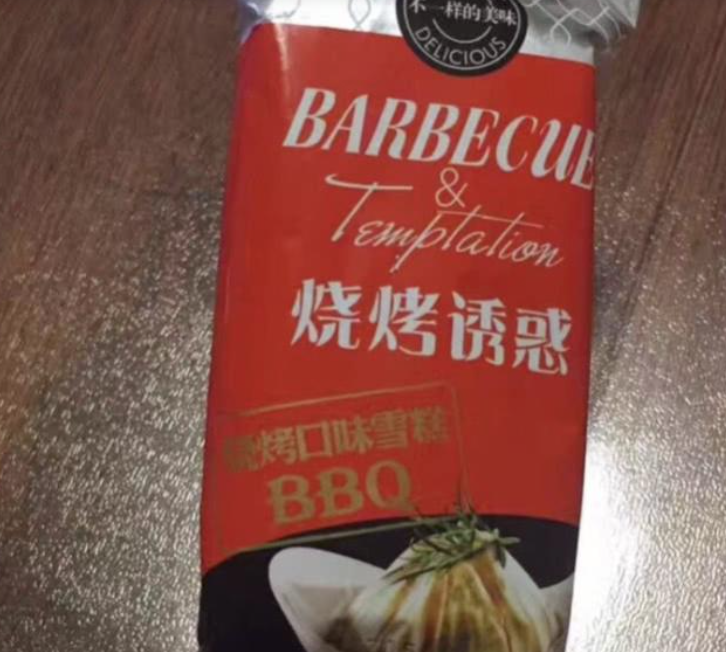 不一样的美味
DELICIOUS
BARBECUE
&
Temptation
烧烤诱惑
烧烤口味雪糕
BBQ